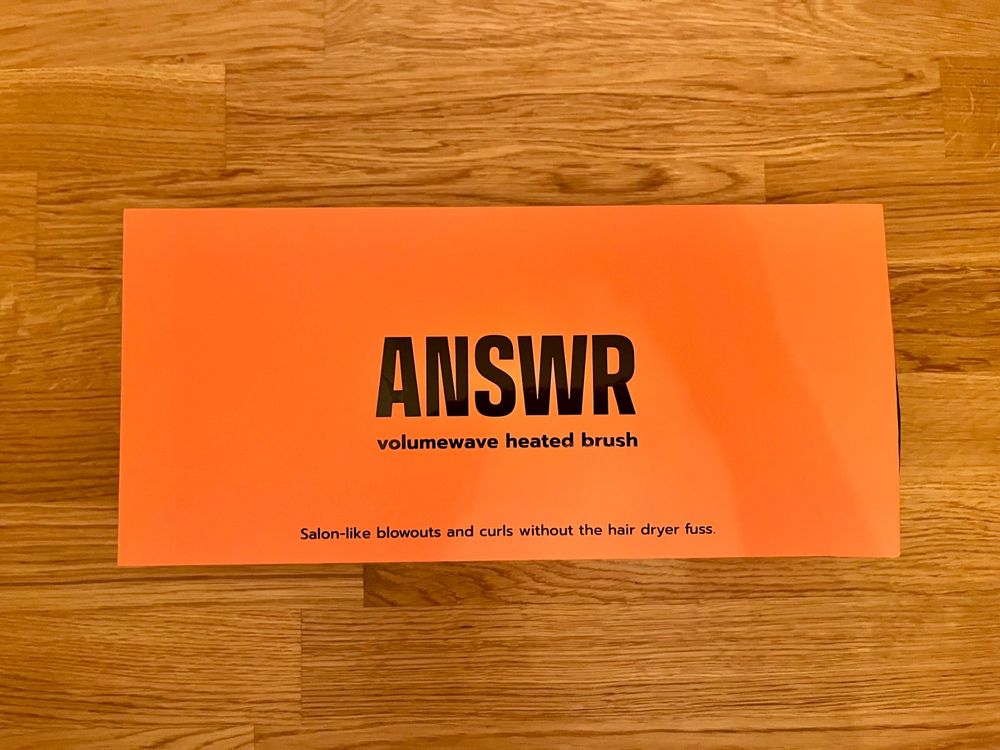 ANSWR
volumewave heated brush
Salon-like blowouts and curls without the hair dryer fuss.